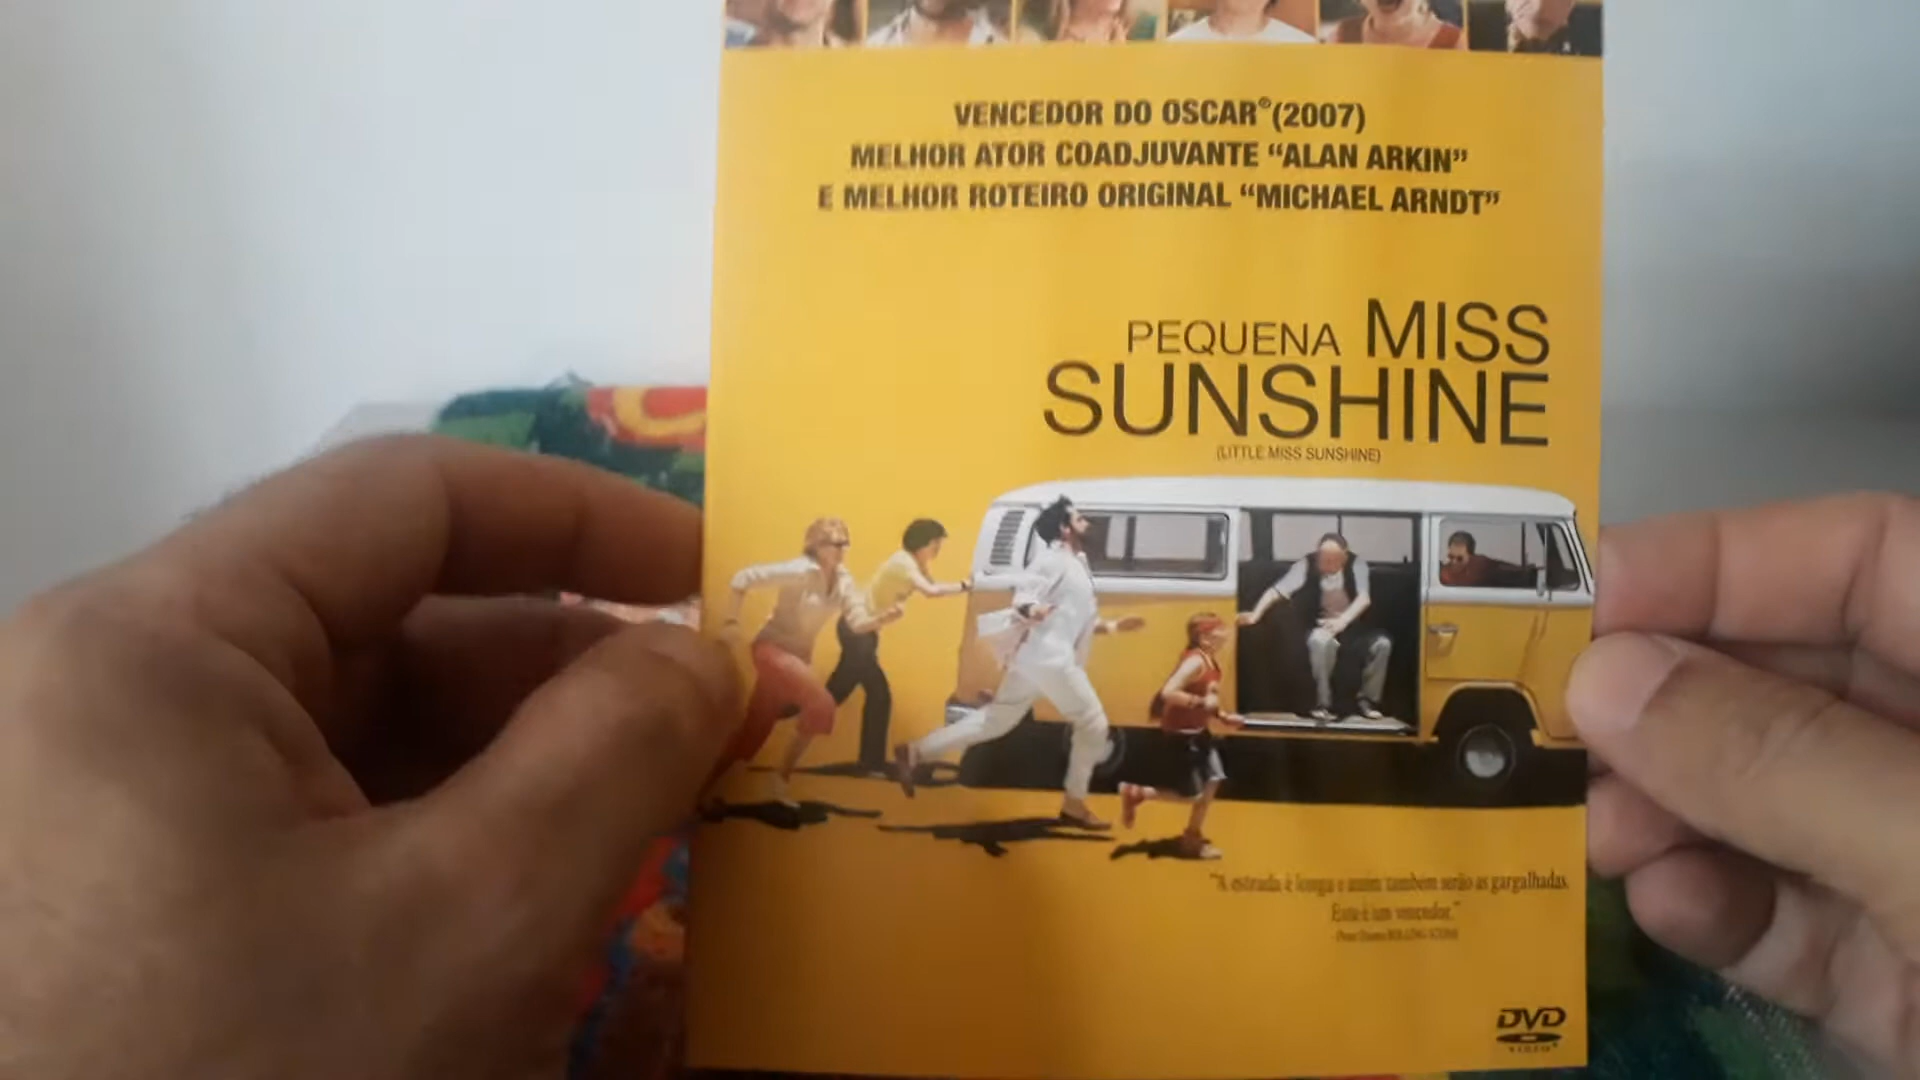 VENCEDOR DO OSCAR®(2007)
MELHOR ATOR COADJUVANTE “ALAN ARKIN”
E MELHOR ROTEIRO ORIGINAL “MICHAEL ARNDT”
PEQUENA MISS
SUNSHINE
(LITTLE MISS SUNSHINE)
"A estrada é longa e assim também serão as gargalhadas.
Este é um vencedor."
DVD
VIDEO